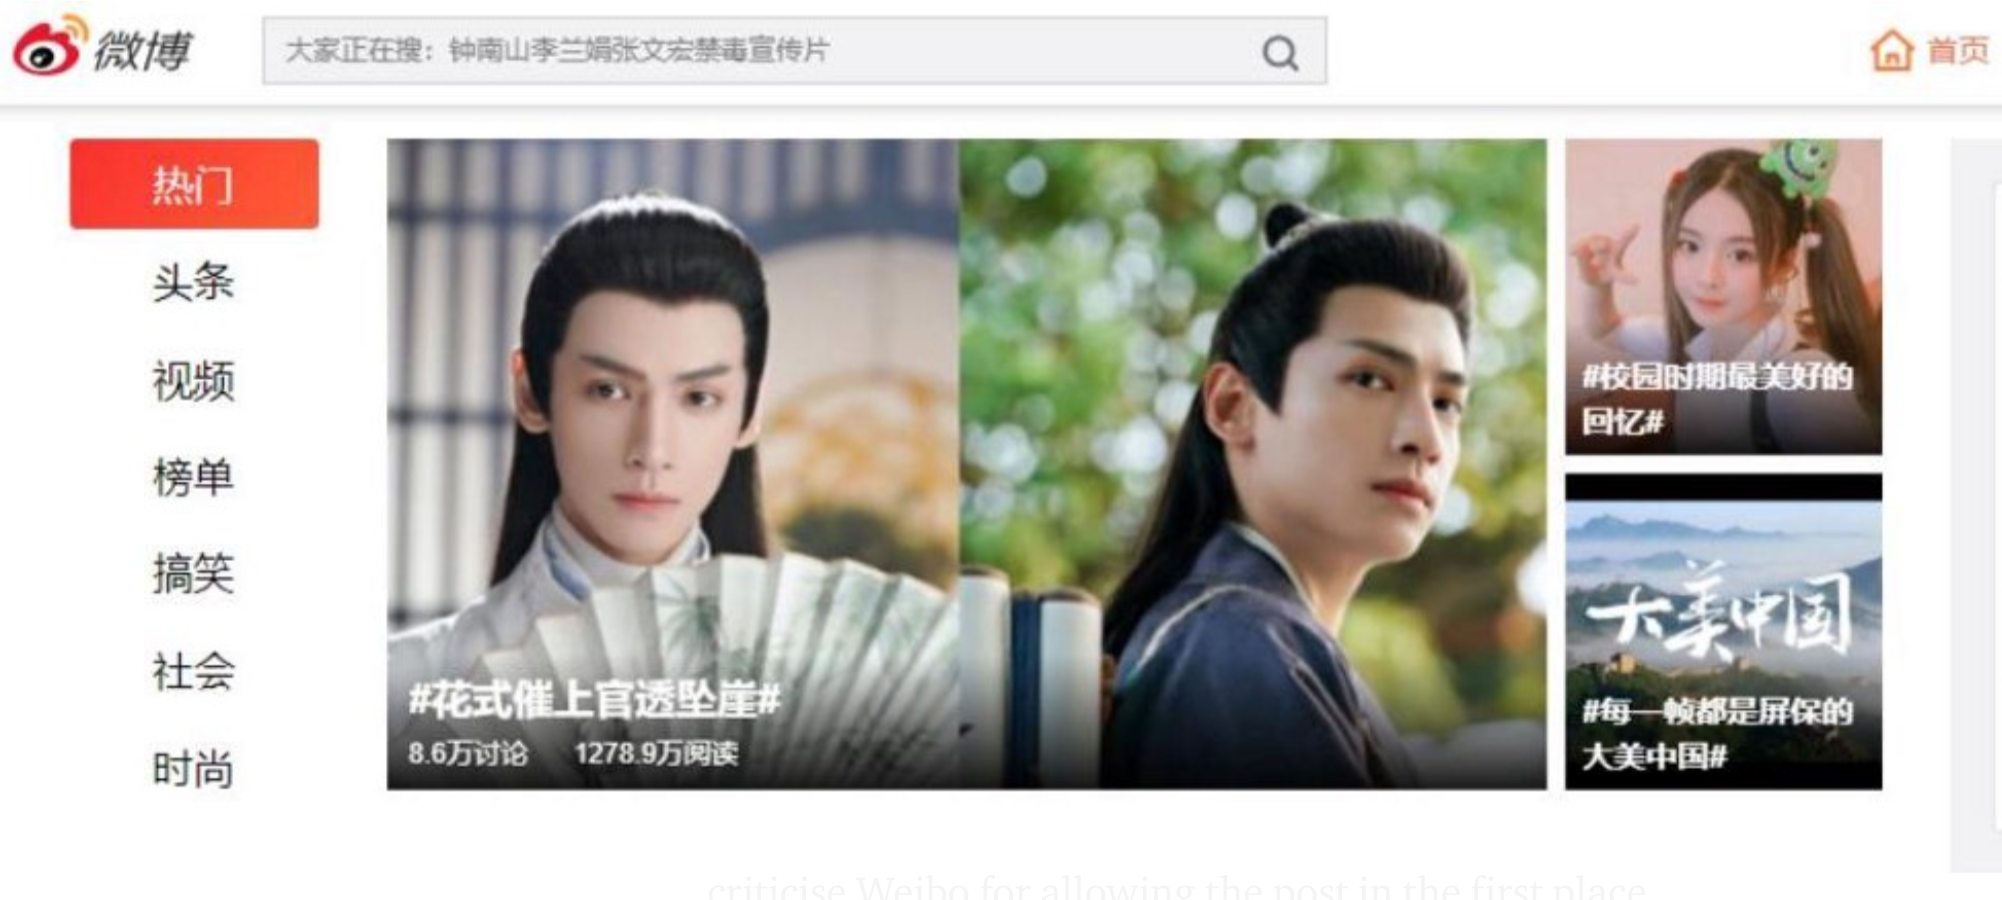 微博
大家正在搜：钟南山李兰娟张文宏禁毒宣传片
首页
热门
头条
视频
榜单
搞笑
社会
时尚
#花式催上官透坠崖#
8.6万讨论 1278.9万阅读
#校园时期最美好的
回忆#
大美中国
#每一帧都是屏保的
大美中国#
criticise Weibo for allowing the post in the first place